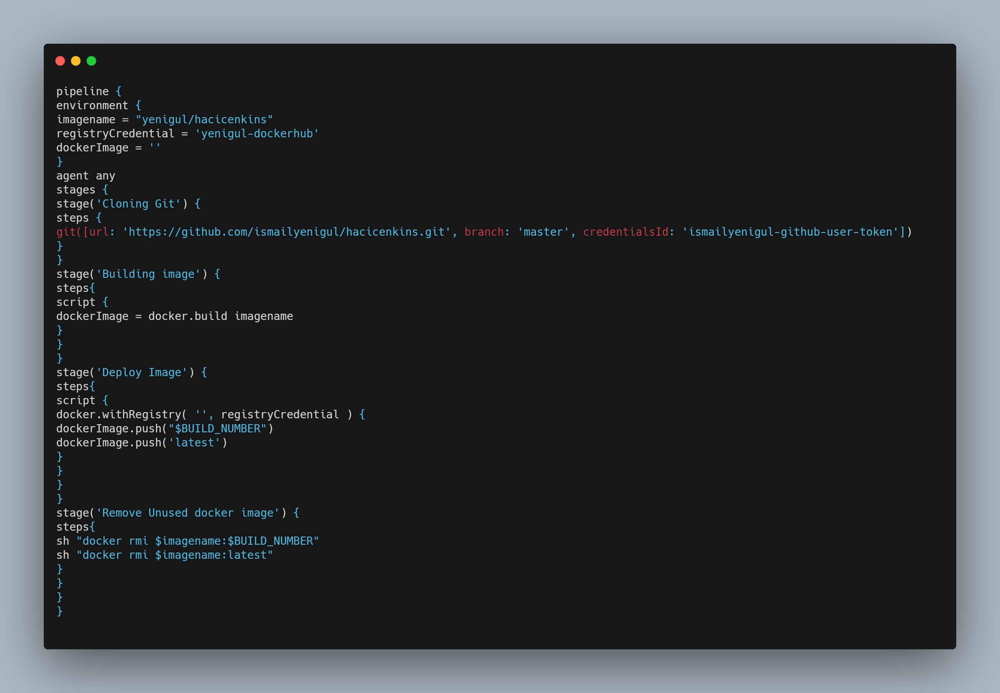 pipeline {
environment {
imagename = "yenigul/hacicenkins"
registryCredential = 'yenigul-dockerhub'
dockerImage = ''
}
agent any
stages {
stage('Cloning Git') {
steps {
git([url: 'https://github.com/ismailyenigul/hacicenkins.git', branch: 'master', credentialsId: 'ismailyenigul-github-user-token'])
}
}
stage('Building image') {
steps{
script {
dockerImage = docker.build imagename
}
}
}
stage('Deploy Image') {
steps{
script {
docker.withRegistry( '', registryCredential ) {
dockerImage.push("$BUILD_NUMBER")
dockerImage.push('latest')
}
}
}
}
stage('Remove Unused docker image') {
steps{
sh "docker rmi $imagename:$BUILD_NUMBER"
sh "docker rmi $imagename:latest"
}
}
}
}